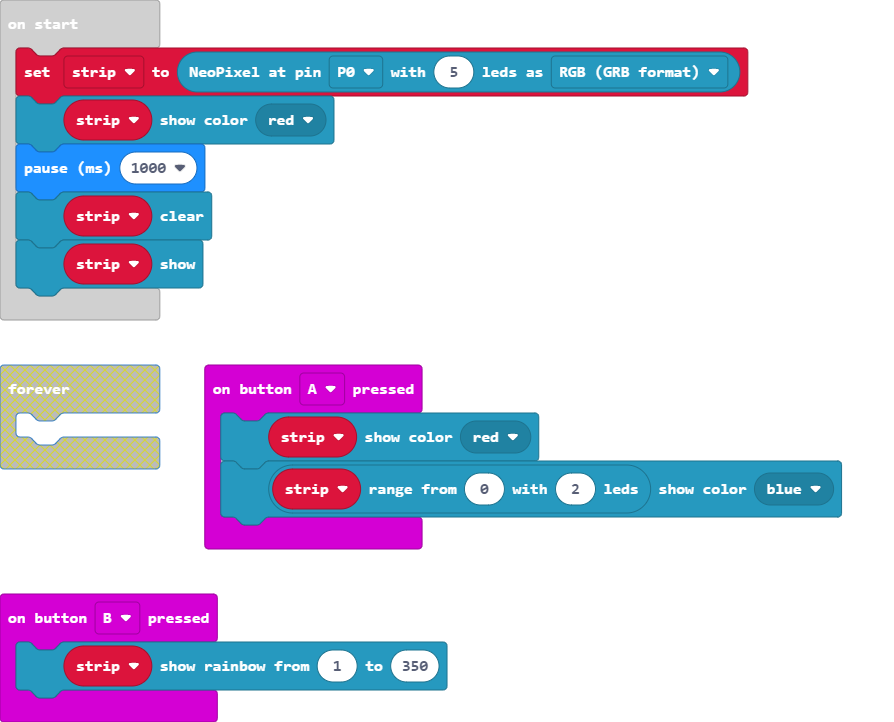 on start
set strip to NeoPixel at pin P0 with 5 leds as RGB (GRB format)
strip show color red
pause (ms) 1000
strip clear
strip show
forever
on button A pressed
strip show color red
strip range from 0 with 2 leds show color blue
on button B pressed
strip show rainbow from 1 to 350